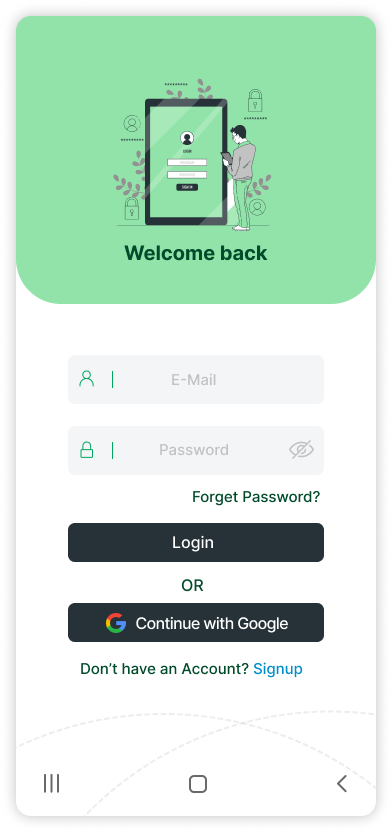 LOGIN
SIGN IN
Welcome back
E-Mail
Password
Forget Password?
Login
OR
Continue with Google
Don’t have an Account? Signup